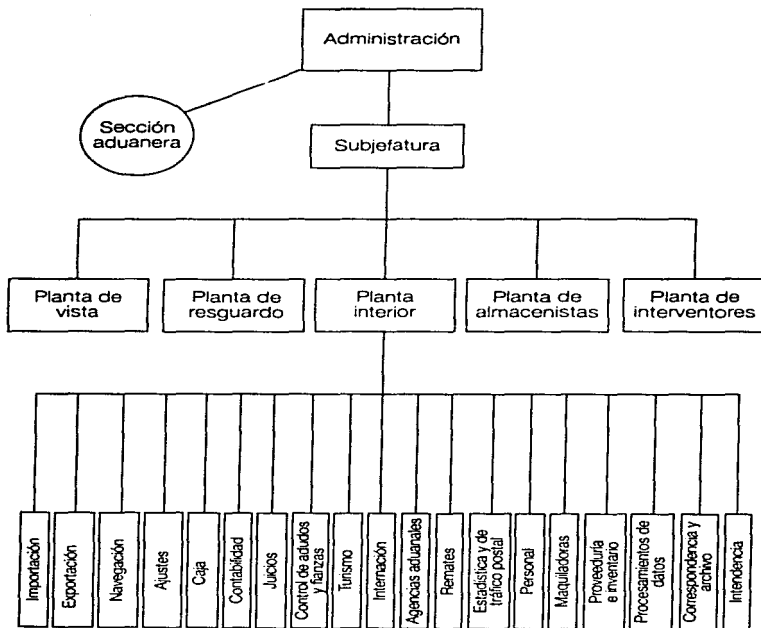 Administración
Sección
aduanera
Subjefatura
Planta de
vista
Planta de
resguardo
Planta
interior
Planta de
almacenistas
Planta de
interventores
Importación
Exportación
Navegación
Ajustes
Caja
Contabilidad
Juicios
Control de adudos
y fianzas
Turismo
Internación
Agencias aduanales
Remates
Estadística y de
tráfico postal
Personal
Maquiladoras
Proveeduría
e inventario
Procesamientos de
datos
Correspondencia y
archivo
Intendencia